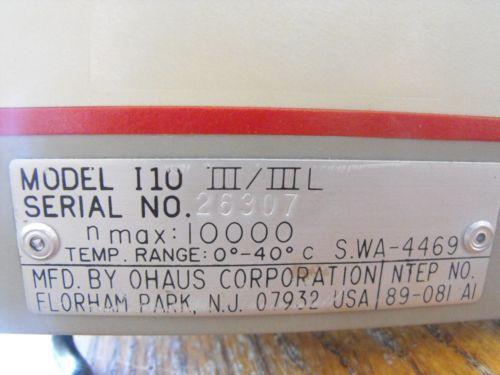 MODEL I10 III/III L
SERIAL NO. 26307
n max: 10000
TEMP. RANGE: 0°-40° C S.WA-4469
MFD. BY OHAUS CORPORATION NTEP NO.
FLORHAM PARK, N.J. 07932 USA 89-081 A1